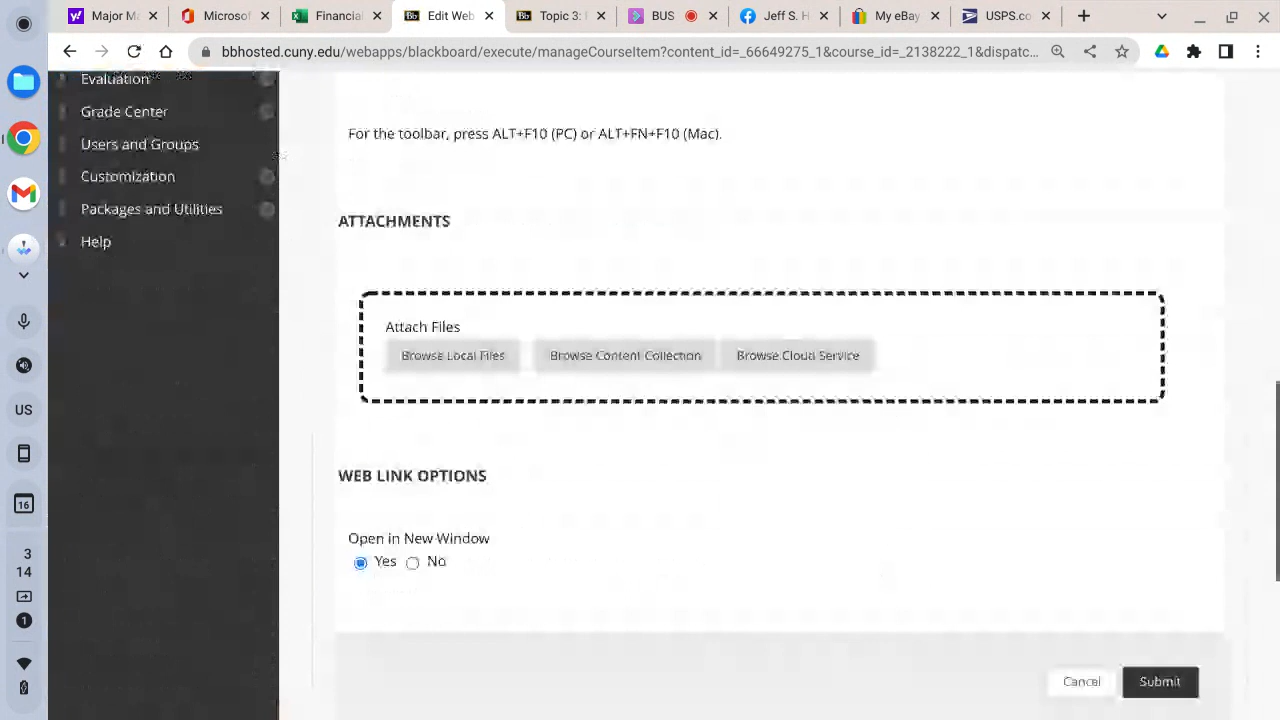 Major M
Microsof
Financial
Edit Web
Topic 3: I
BUS
Jeff S. H
My eBay
USPS.co
bbhosted.cuny.edu/webapps/blackboard/execute/manageCourseItem?content_id=_66649275_1&course_id=_2138222_1&dispatc...
Evaluation
Grade Center
Users and Groups
Customization
Packages and Utilities
Help
US
16
3
14
1
For the toolbar, press ALT+F10 (PC) or ALT+FN+F10 (Mac).
ATTACHMENTS
Attach Files
Browse Local Files Browse Content Collection Browse Cloud Service
WEB LINK OPTIONS
Open in New Window
Yes No
Cancel Submit